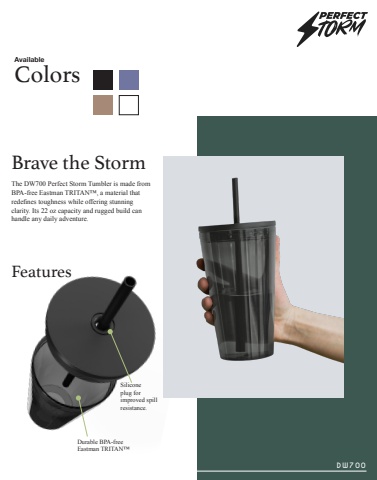 PERFECT
STORM
Available
Colors
Brave the Storm
The DW700 Perfect Storm Tumbler is made from
BPA-free Eastman TRITAN™, a material that
redefines toughness while offering stunning
clarity. Its 22 oz capacity and rugged build can
handle any daily adventure.
Features
Silicone
plug for
improved spill
resistance.
Durable BPA-free
Eastman TRITAN™
DW700